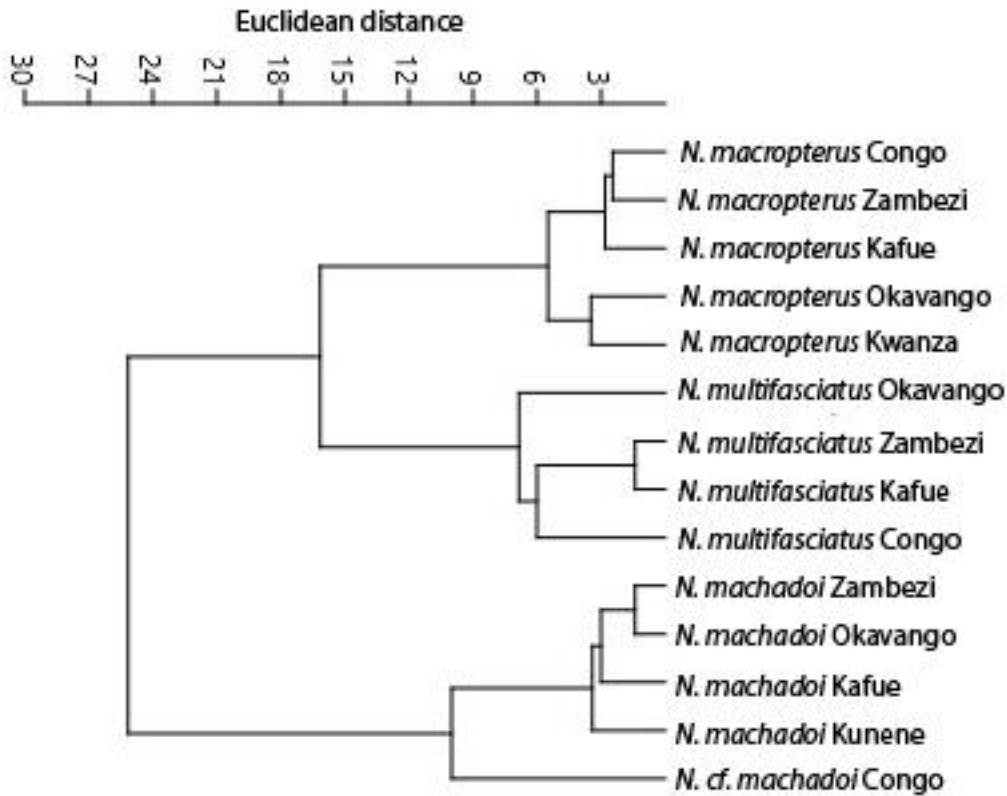 Euclidean distance
30 27 24 21 18 15 12 9 6 3
N. macropterus Congo
N. macropterus Zambezi
N. macropterus Kafue
N. macropterus Okavango
N. macropterus Kwanza
N. multifasciatus Okavango
N. multifasciatus Zambezi
N. multifasciatus Kafue
N. multifasciatus Congo
N. machadoi Zambezi
N. machadoi Okavango
N. machadoi Kafue
N. machadoi Kunene
N. cf. machadoi Congo